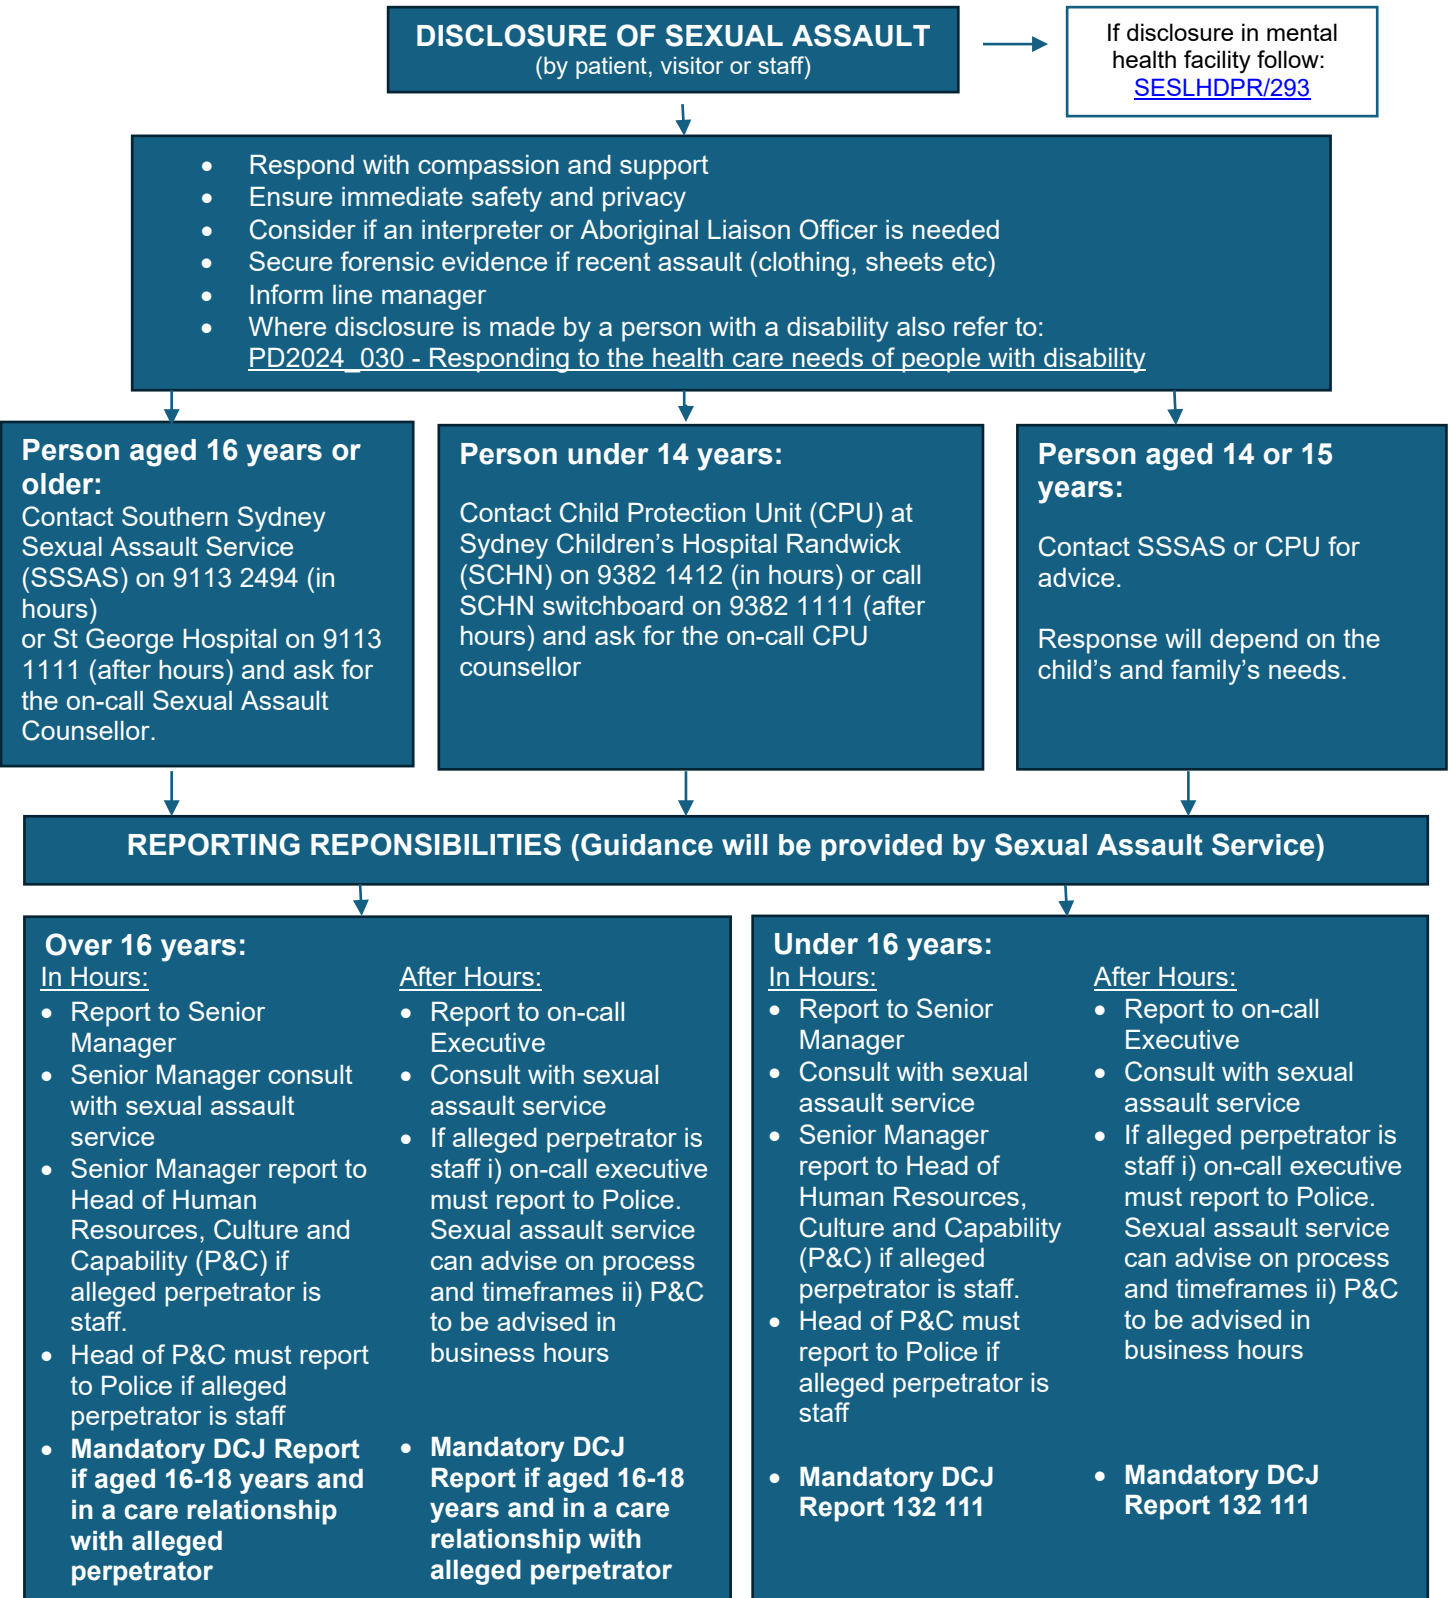 DISCLOSURE OF SEXUAL ASSAULT
(by patient, visitor or staff)
If disclosure in mental
health facility follow:
SESLHDPR/293
• Respond with compassion and support
• Ensure immediate safety and privacy
• Consider if an interpreter or Aboriginal Liaison Officer is needed
• Secure forensic evidence if recent assault (clothing, sheets etc)
• Inform line manager
• Where disclosure is made by a person with a disability also refer to:
PD2024_030 - Responding to the health care needs of people with disability
Person aged 16 years or
older:
Contact Southern Sydney
Sexual Assault Service
(SSSAS) on 9113 2494 (in
hours)
or St George Hospital on 9113
1111 (after hours) and ask for
the on-call Sexual Assault
Counsellor.
Person under 14 years:
Contact Child Protection Unit (CPU) at
Sydney Children’s Hospital Randwick
(SCHN) on 9382 1412 (in hours) or call
SCHN switchboard on 9382 1111 (after
hours) and ask for the on-call CPU
counsellor
Person aged 14 or 15
years:
Contact SSSAS or CPU for
advice.
Response will depend on the
child’s and family’s needs.
REPORTING REPONSIBILITIES (Guidance will be provided by Sexual Assault Service)
Over 16 years:
In Hours:
• Report to Senior
Manager
• Senior Manager consult
with sexual assault
service
• Senior Manager report to
Head of Human
Resources, Culture and
Capability (P&C) if
alleged perpetrator is
staff.
• Head of P&C must report
to Police if alleged
perpetrator is staff
• Mandatory DCJ Report
if aged 16-18 years and
in a care relationship
with alleged
perpetrator
After Hours:
• Report to on-call
Executive
• Consult with sexual
assault service
• If alleged perpetrator is
staff i) on-call executive
must report to Police.
Sexual assault service
can advise on process
and timeframes ii) P&C
to be advised in
business hours
• Mandatory DCJ
Report if aged 16-18
years and in a care
relationship with
alleged perpetrator
Under 16 years:
In Hours:
• Report to Senior
Manager
• Consult with sexual
assault service
• Senior Manager
report to Head of
Human Resources,
Culture and Capability
(P&C) if alleged
perpetrator is staff.
• Head of P&C must
report to Police if
alleged perpetrator is
staff
• Mandatory DCJ
Report 132 111
After Hours:
• Report to on-call
Executive
• Consult with sexual
assault service
• If alleged perpetrator is
staff i) on-call executive
must report to Police.
Sexual assault service
can advise on process
and timeframes ii) P&C
to be advised in
business hours
• Mandatory DCJ
Report 132 111